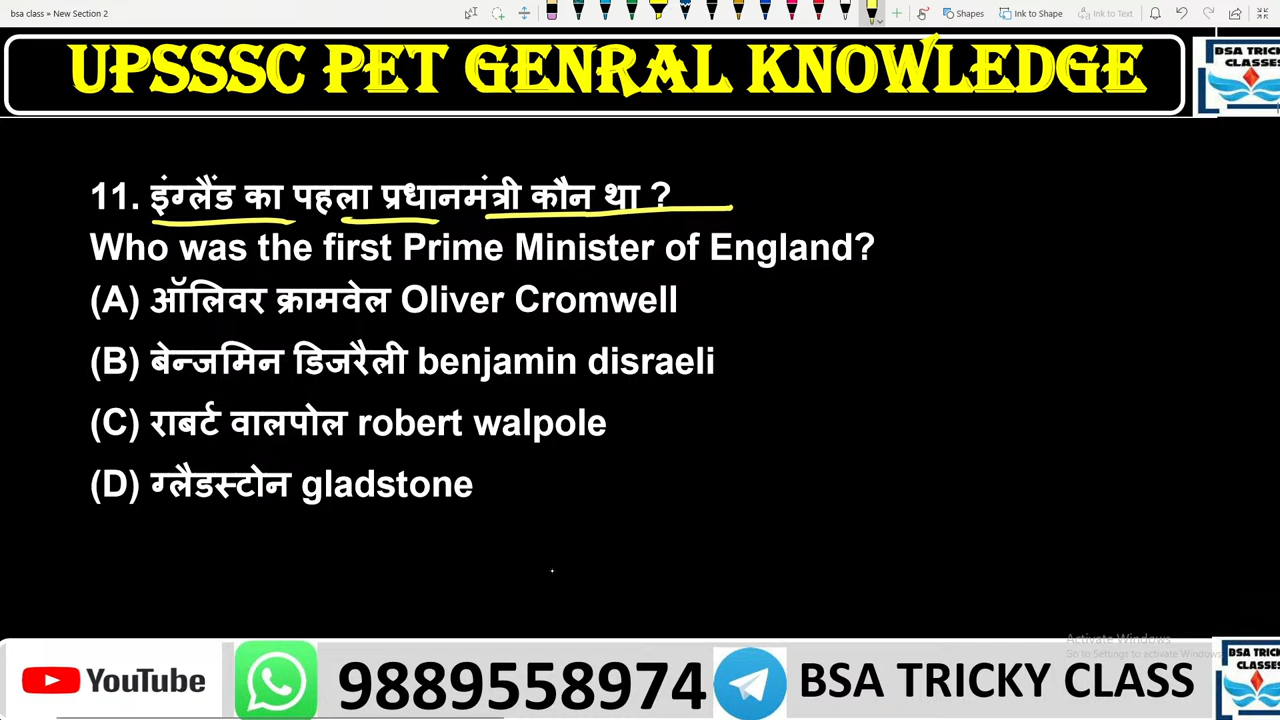 bsa class » New Section 2
Shapes Ink to Shape Ink to Text
UPSSSC PET GENRAL KNOWLEDGE
BSA TRICKY
CLASSES
11. इंग्लैंड का पहला प्रधानमंत्री कौन था ?
Who was the first Prime Minister of England?
(A) ऑलिवर क्रामवेल Oliver Cromwell
(B) बेन्जमिन डिजरैली benjamin disraeli
(C) राबर्ट वालपोल robert walpole
(D) ग्लैडस्टोन gladstone
Activate Windows
Go to Settings to activate Windows
YouTube 9889558974 BSA TRICKY CLASS
BSA TRICK
CLASSE